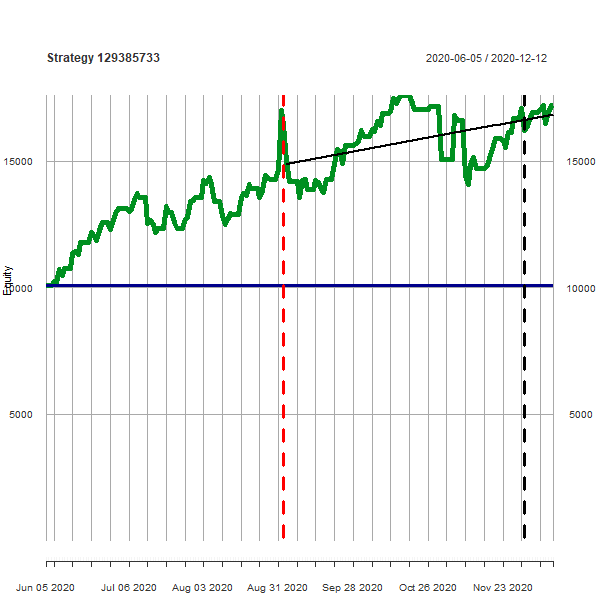 Strategy 129385733
2020-06-05 / 2020-12-12
15000
15000
Equity
10000
10000
5000
5000
Jun 05 2020
Jul 06 2020
Aug 03 2020
Aug 31 2020
Sep 28 2020
Oct 26 2020
Nov 23 2020